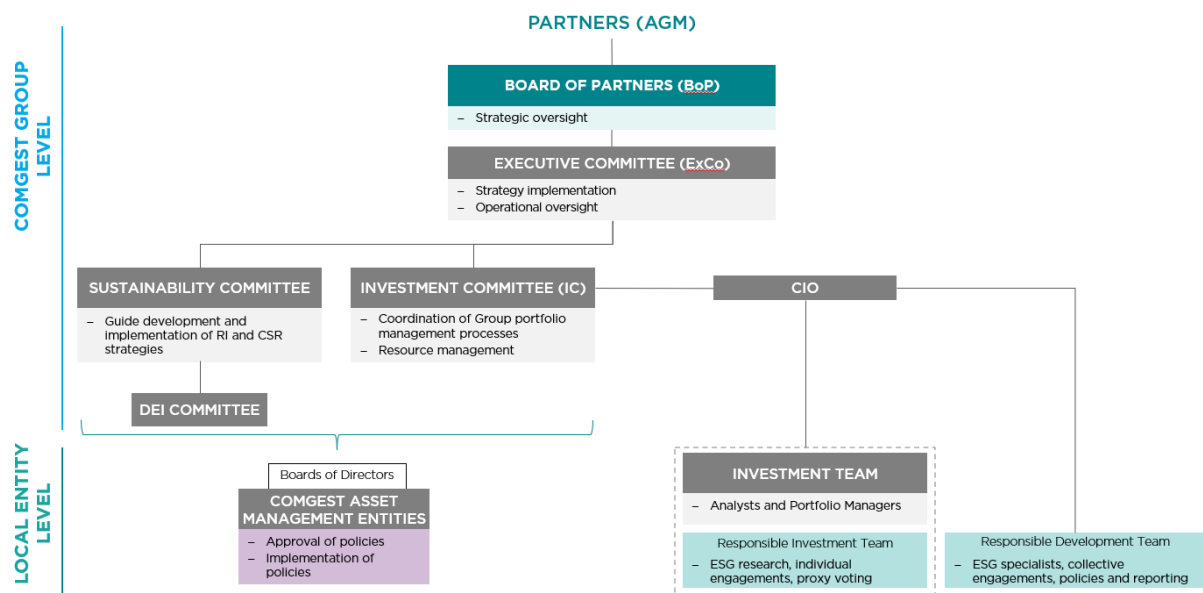 PARTNERS (AGM)
COMGEST GROUP
LEVEL
BOARD OF PARTNERS (BoP)
– Strategic oversight
EXECUTIVE COMMITTEE (ExCo)
– Strategy implementation
– Operational oversight
SUSTAINABILITY COMMITTEE
– Guide development and
implementation of RI and CSR
strategies
INVESTMENT COMMITTEE (IC)
– Coordination of Group portfolio
management processes
– Resource management
CIO
DEI COMMITTEE
LOCAL ENTITY
LEVEL
Boards of Directors
COMGEST ASSET
MANAGEMENT ENTITIES
– Approval of policies
– Implementation of
policies
INVESTMENT TEAM
– Analysts and Portfolio Managers
Responsible Investment Team
– ESG research, individual
engagements, proxy voting
Responsible Development Team
– ESG specialists, collective
engagements, policies and reporting